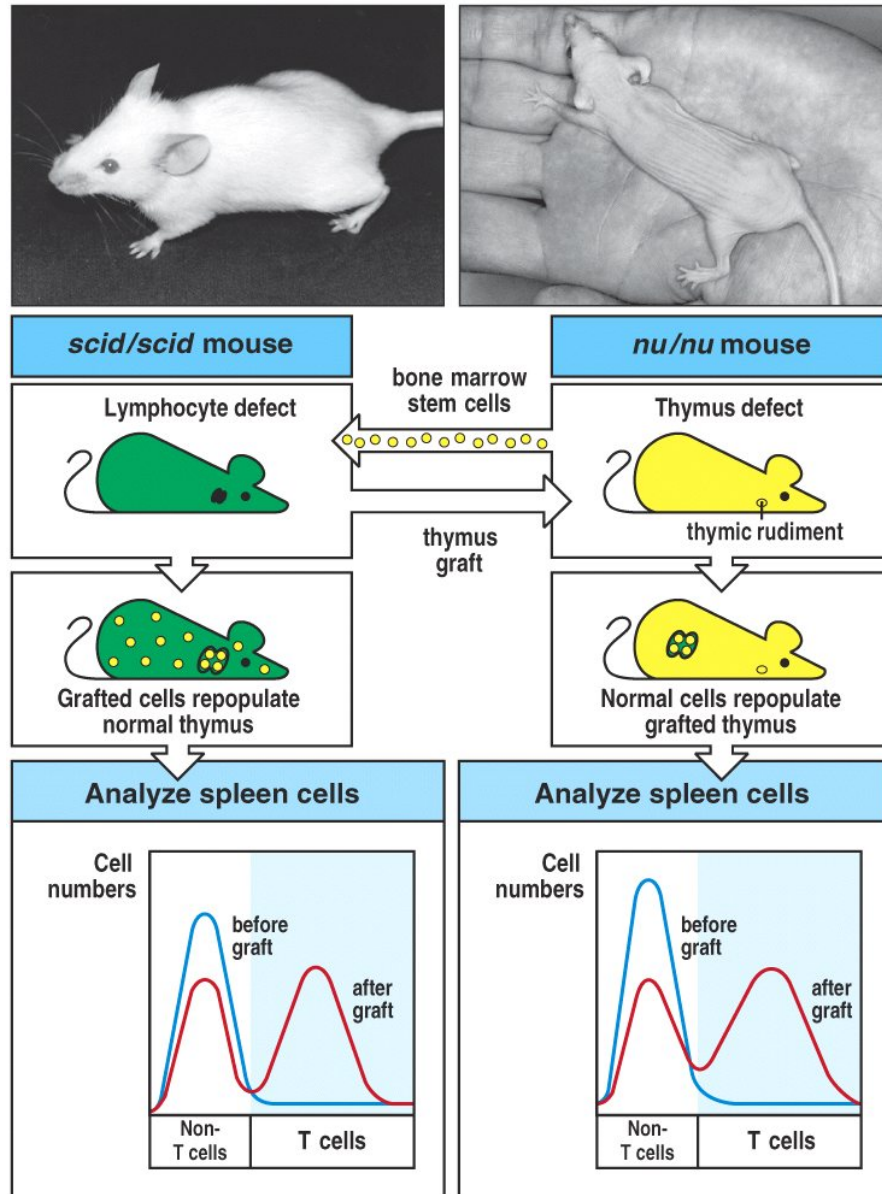 scid/scid mouse
nu/nu mouse
bone marrow
stem cells
Lymphocyte defect
Thymus defect
thymic rudiment
thymus
graft
Grafted cells repopulate
normal thymus
Normal cells repopulate
grafted thymus
Analyze spleen cells
Analyze spleen cells
Cell
numbers
before
graft
after
graft
Non-
T cells
T cells
Cell
numbers
before
graft
after
graft
Non-
T cells
T cells